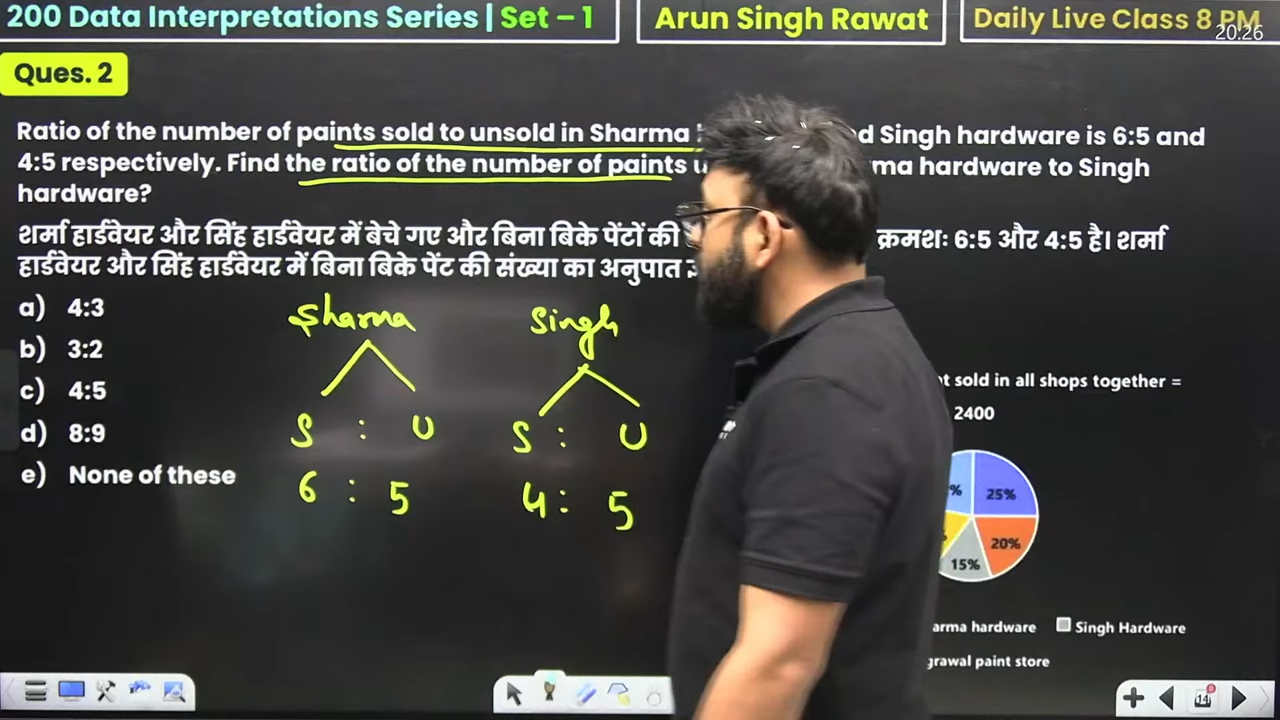 200 Data Interpretations Series | Set – 1
Arun Singh Rawat
Daily Live Class 8 PM
20:26
Ques. 2
Ratio of the number of paints sold to unsold in Sharma d Singh hardware is 6:5 and
4:5 respectively. Find the ratio of the number of paints u ma hardware to Singh
hardware?
शर्मा हार्डवेयर और सिंह हार्डवेयर में बेचे गए और बिना बिके पेंटों की क्रमशः 6:5 और 4:5 है। शर्मा
हार्डवेयर और सिंह हार्डवेयर में बिना बिके पेंट की संख्या का अनुपात
a) 4:3
b) 3:2
c) 4:5
d) 8:9
e) None of these
Sharma
S : U
6 : 5
Singh
S : U
4 : 5
t sold in all shops together =
2400
%
25%
20%
15%
arma hardware
Singh Hardware
grawal paint store
14